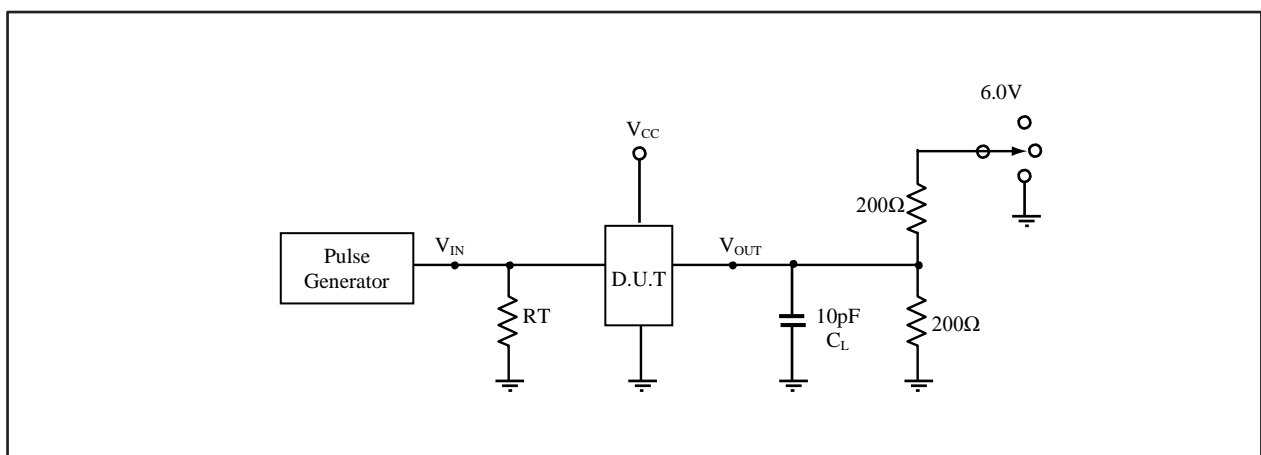 6.0V
V_CC
200Ω
Pulse
Generator
V_IN
D.U.T
V_OUT
RT
10pF
C_L
200Ω